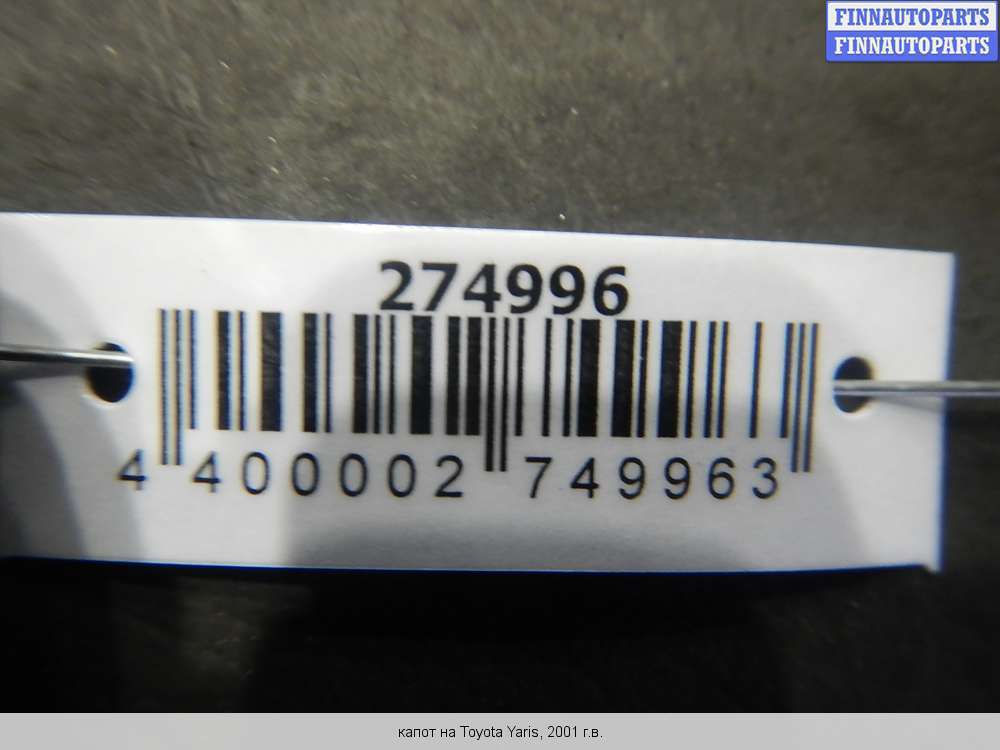 FINNAUTOPARTS
FINNAUTOPARTS
274996
4 400002 749963
капот на Toyota Yaris, 2001 г.в.